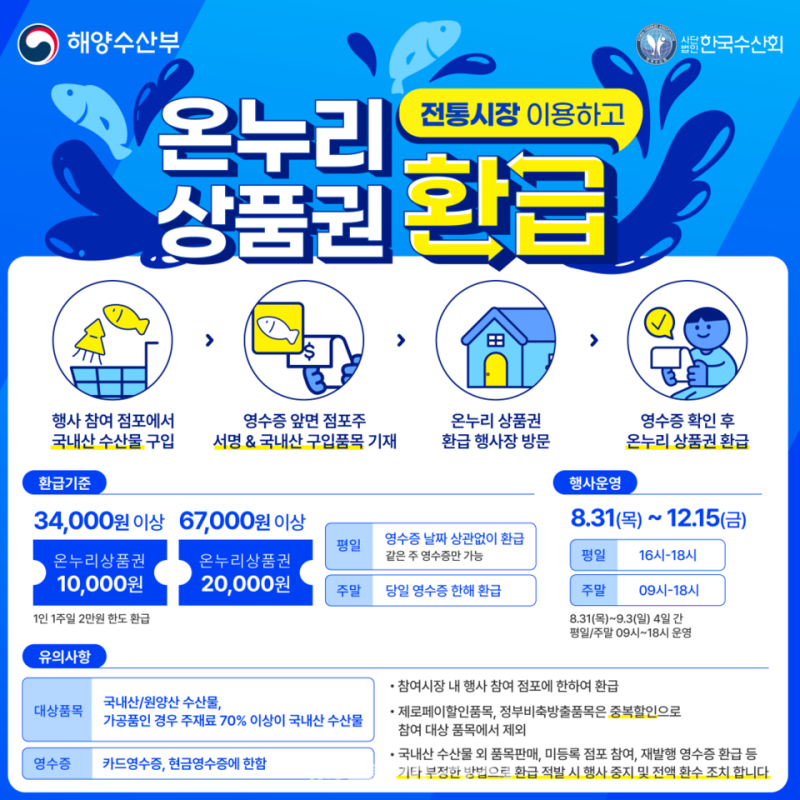 해양수산부
사단법인 한국수산회
전통시장 이용하고
온누리
상품권 환급
행사 참여 점포에서
국내산 수산물 구입
$
영수증 앞면 점포주
서명 & 국내산 구입품목 기재
온누리 상품권
환급 행사장 방문
영수증 확인 후
온누리 상품권 환급
환급기준
34,000원 이상
온누리상품권
10,000원
67,000원 이상
온누리상품권
20,000원
1인 1주일 2만원 한도 환급
평일
영수증 날짜 상관없이 환급
같은 주 영수증만 가능
주말
당일 영수증 한해 환급
행사운영
8.31(목) ~ 12.15(금)
평일 16시-18시
주말 09시-18시
8.31(목)~9.3(일) 4일 간
평일/주말 09시~18시 운영
유의사항
대상품목
국내산/원양산 수산물,
가공품인 경우 주재료 70% 이상이 국내산 수산물
영수증
카드영수증, 현금영수증에 한함
• 참여시장 내 행사 참여 점포에 한하여 환급
• 제로페이할인품목, 정부비축방출품목은 중복할인으로
참여 대상 품목에서 제외
• 국내산 수산물 외 품목판매, 미등록 점포 참여, 재발행 영수증 환급 등
기타 부정한 방법으로 환급 적발 시 행사 중지 및 전액 환수 조치 합니다